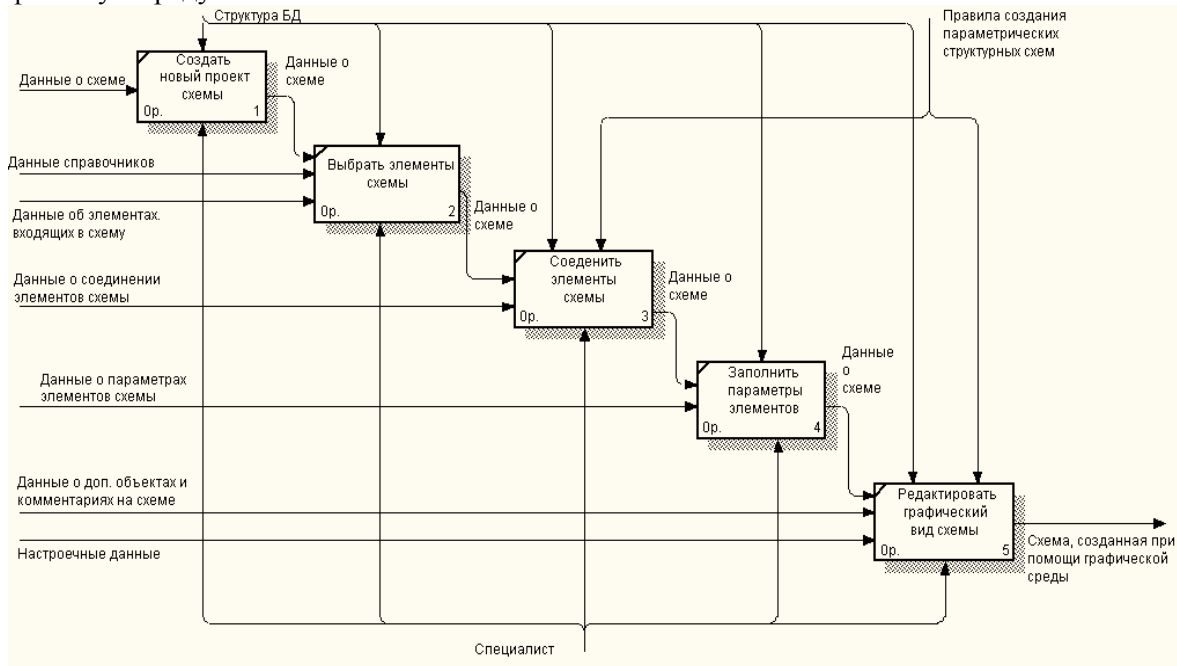 Структура БД
Правила создания
параметрических
структурных схем
Данные о схеме
Создать
новый проект
схемы
0р. 1
Данные о
схеме
Данные справочников
Данные об элементах.
входящих в схему
Выбрать элементы
схемы
0р. 2
Данные о
схеме
Данные о соединении
элементов схемы
Соеденить
элементы
схемы
0р. 3
Данные о
схеме
Данные о параметрах
элементов схемы
Заполнить
параметры
элементов
0р. 4
Данные
о
схеме
Данные о доп. объектах и
комментариях на схеме
Настроечные данные
Редактировать
графический
вид схемы
0р. 5
Схема, созданная при
помощи графической
среды
Специалист